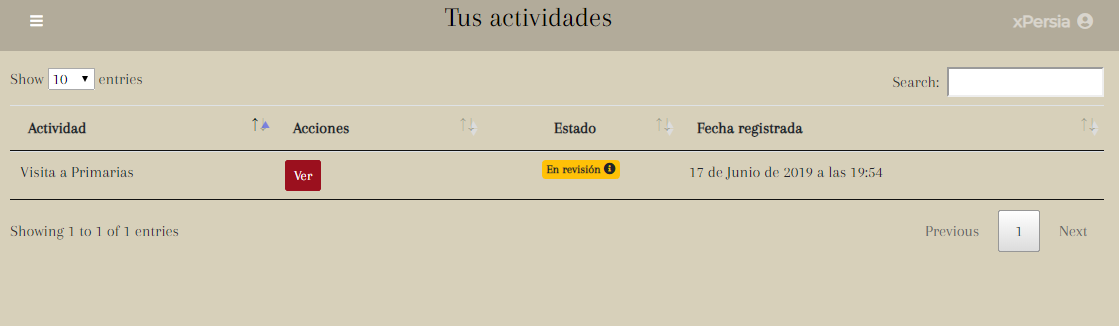 Tus actividades
xPersia
Show 10 entries
Search:
Actividad Acciones Estado Fecha registrada
Visita a Primarias Ver En revisión 17 de Junio de 2019 a las 19:54
Showing 1 to 1 of 1 entries
Previous 1 Next